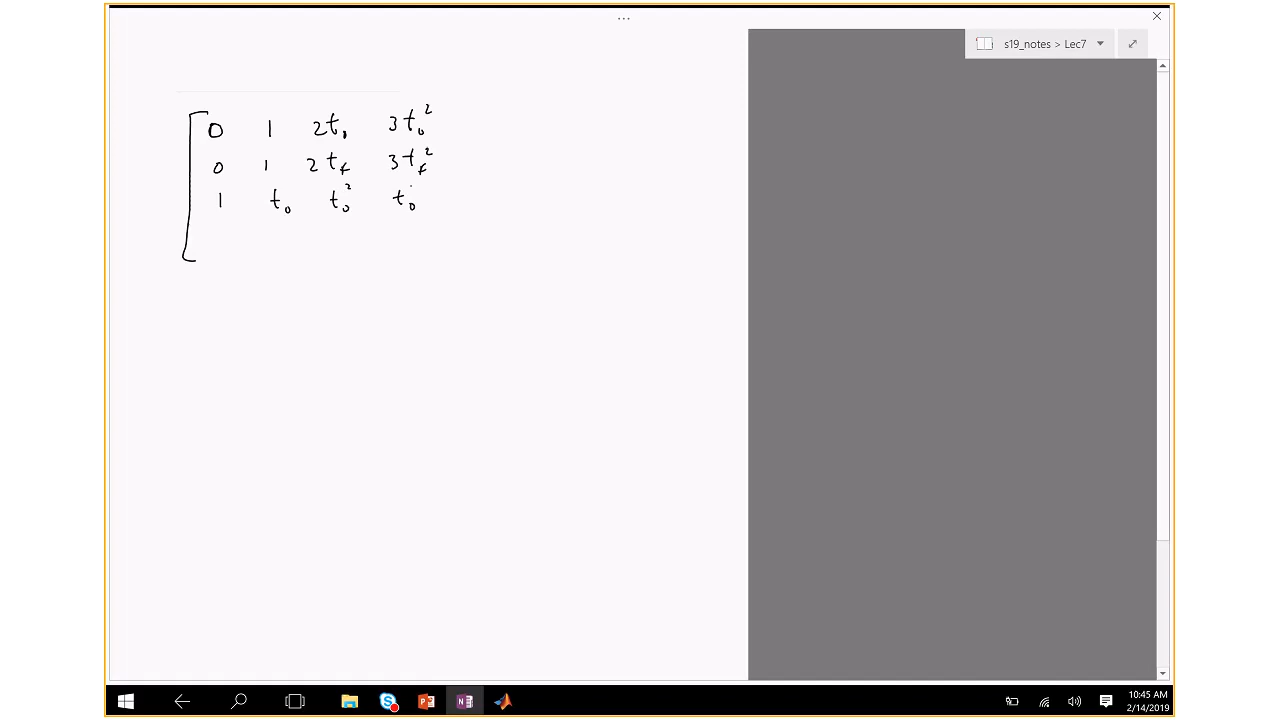 ...
s19_notes > Lec7
0 1 2t₀ 3t₀²
0 1 2t_f 3t_f²
1 t₀ t₀² t₀
10:45 AM
2/14/2019